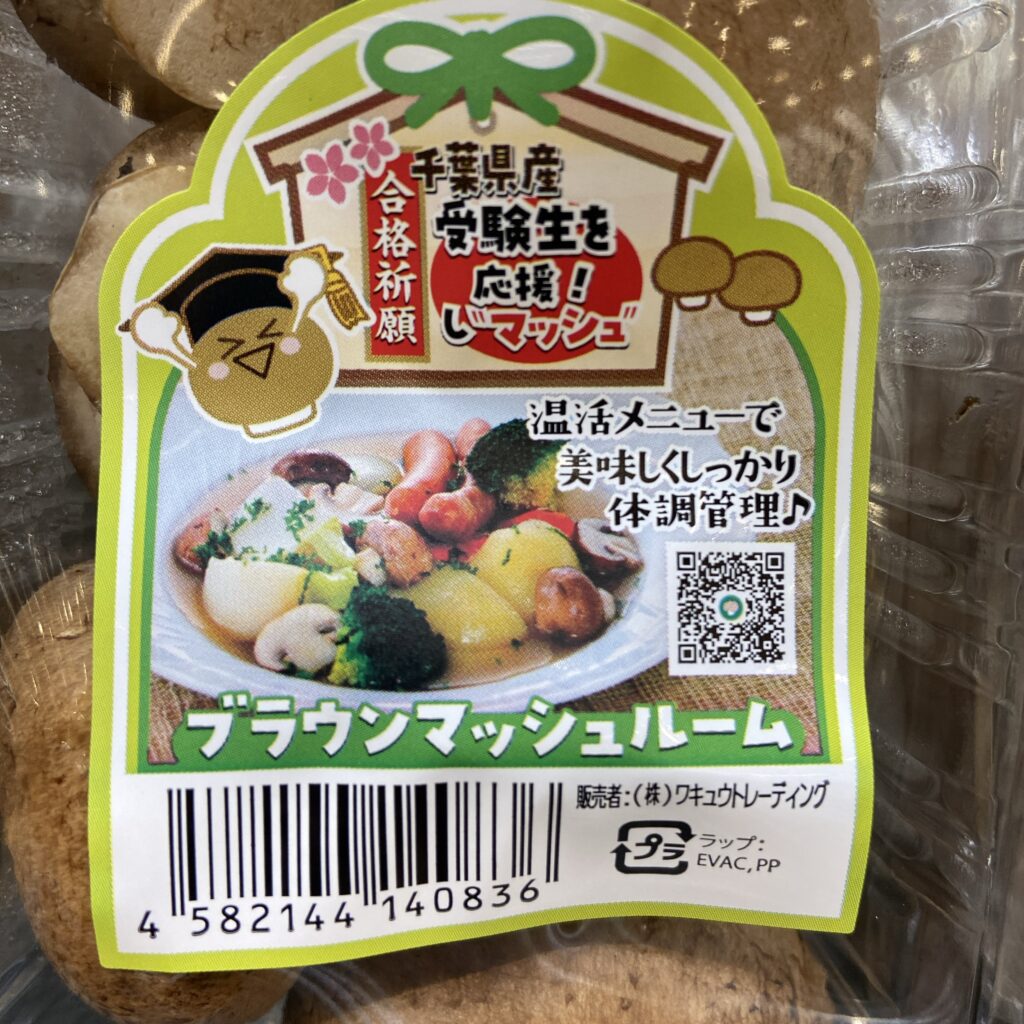 千葉県産
合格祈願
受験生を
応援!
じマッシュ
温活メニューで
美味しくしっかり
体調管理♪
ブラウンマッシュルーム
販売者:(株)ワキュウトレーディング
プラ
ラップ:
EVAC,PP
4 582144 140836